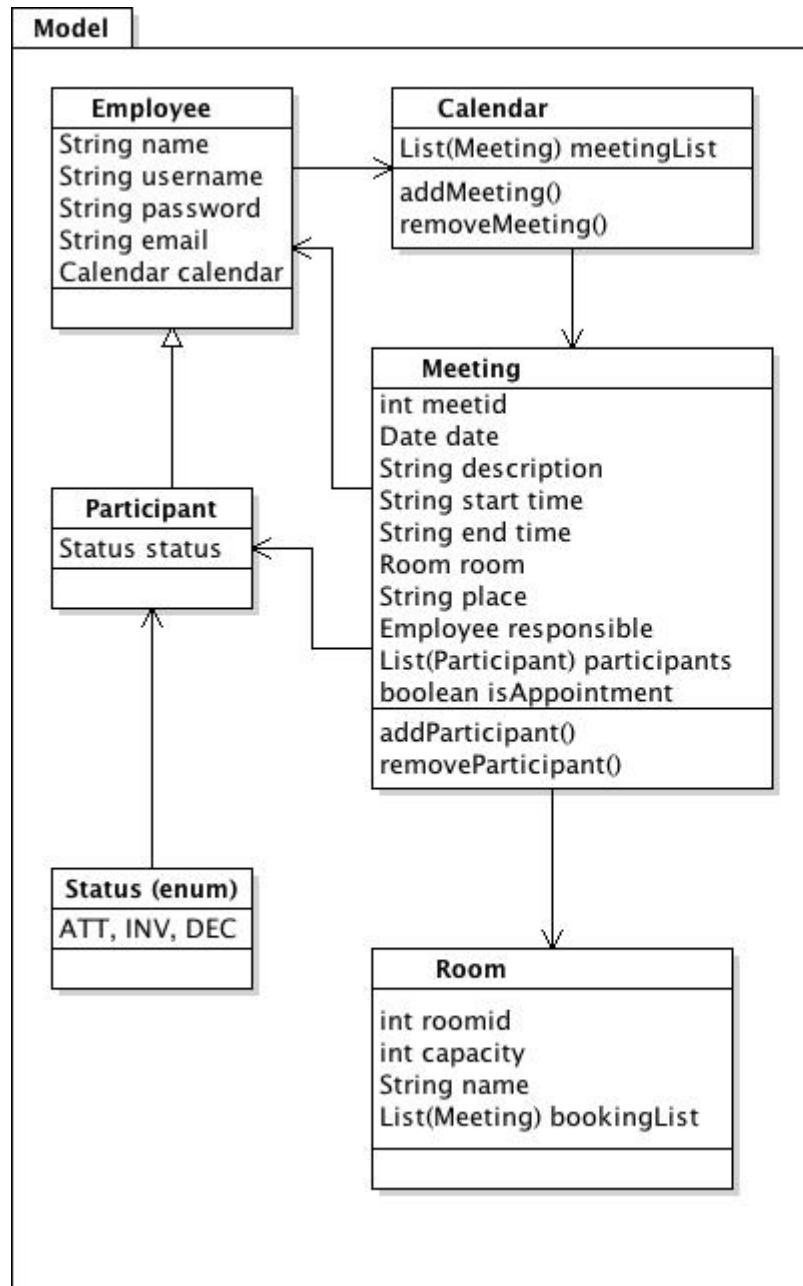 Model
Employee
String name
String username
String password
String email
Calendar calendar
Calendar
List(Meeting) meetingList
addMeeting()
removeMeeting()
Meeting
int meetid
Date date
String description
String start time
String end time
Room room
String place
Employee responsible
List(Participant) participants
boolean isAppointment
addParticipant()
removeParticipant()
Participant
Status status
Status (enum)
ATT, INV, DEC
Room
int roomid
int capacity
String name
List(Meeting) bookingList